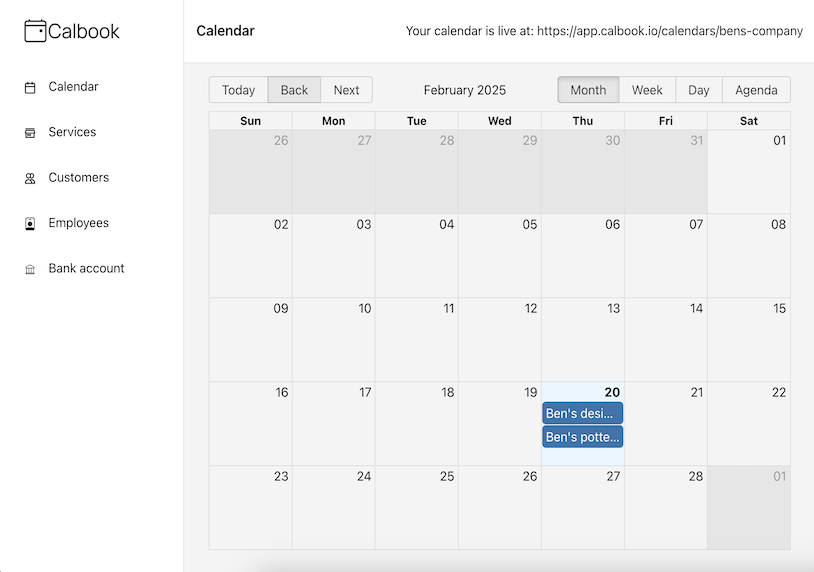 Calbook
Calendar
Your calendar is live at: https://app.calbook.io/calendars/bens-company
Calendar
Services
Customers
Employees
Bank account
Today Back Next
February 2025
Month Week Day Agenda
Sun Mon Tue Wed Thu Fri Sat
26 27 28 29 30 31 01
02 03 04 05 06 07 08
09 10 11 12 13 14 15
16 17 18 19 20 21 22
Ben's desi...
Ben's potte...
23 24 25 26 27 28 01